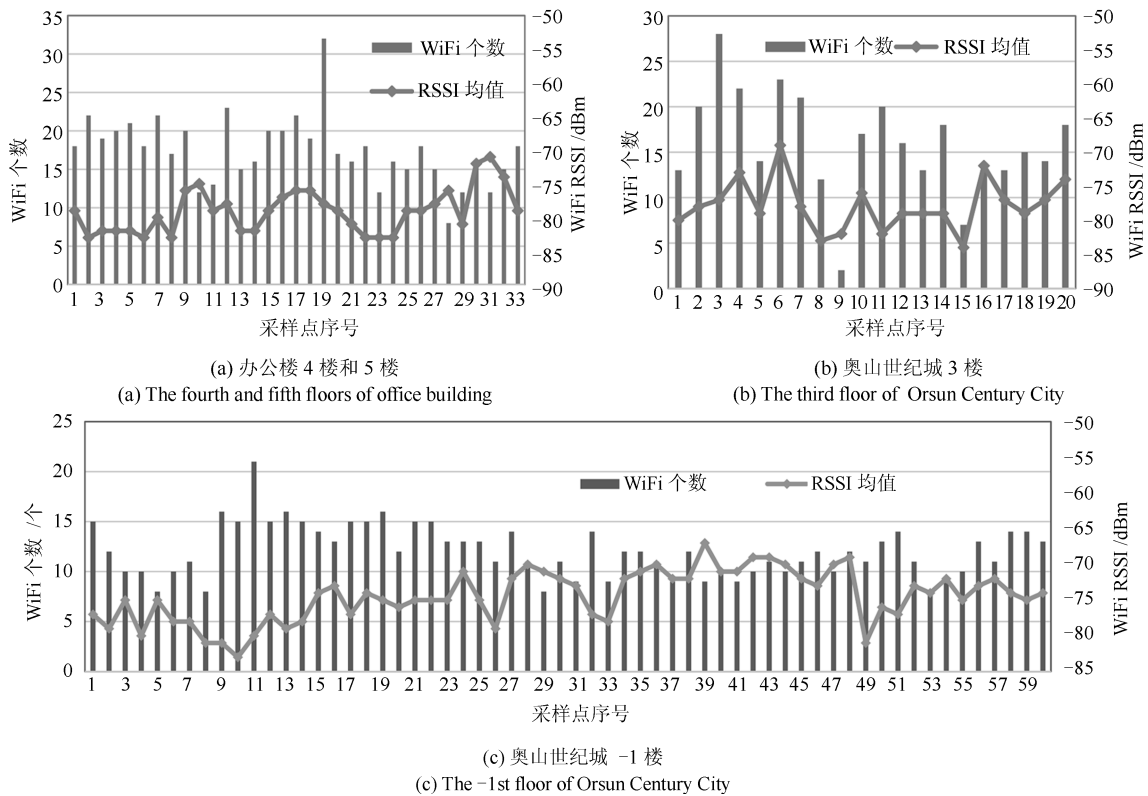 35
30
25
20
15
10
5
0
-50
-55
-60
-65
-70
-75
-80
-85
-90
WiFi 个数
RSSI 均值
WiFi 个数
WiFi RSSI /dBm
1 3 5 7 9 11 13 15 17 19 21 23 25 27 29 31 33
采样点序号
(a) 办公楼 4 楼和 5 楼
(a) The fourth and fifth floors of office building
30
25
20
15
10
5
0
-50
-55
-60
-65
-70
-75
-80
-85
-90
WiFi 个数 RSSI 均值
WiFi 个数
WiFi RSSI /dBm
1 2 3 4 5 6 7 8 9 10 11 12 13 14 15 16 17 18 19 20
采样点序号
(b) 奥山世纪城 3 楼
(b) The third floor of Orsun Century City
25
20
15
10
5
0
-50
-55
-60
-65
-70
-75
-80
-85
WiFi 个数 RSSI 均值
WiFi 个数 /个
WiFi RSSI /dBm
1 3 5 7 9 11 13 15 17 19 21 23 25 27 29 31 33 35 37 39 41 43 45 47 49 51 53 55 57 59
采样点序号
(c) 奥山世纪城 -1 楼
(c) The -1st floor of Orsun Century City